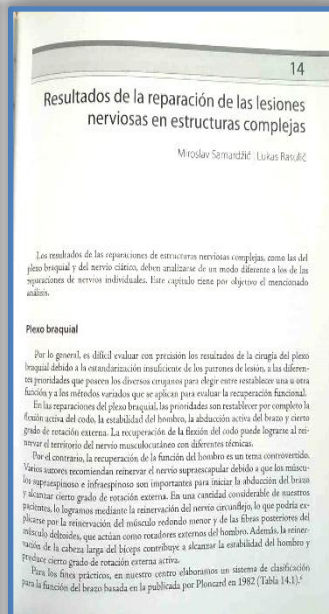 14
Resultados de la reparación de las lesiones
nerviosas en estructuras complejas
Miroslav Samardžić | Lukas Rasulić
Los resultados de las reparaciones de estructuras nerviosas complejas, como las del
plexo braquial y del nervio ciático, deben analizarse de un modo diferente a los de las
reparaciones de nervios individuales. Este capítulo tiene por objetivo el mencionado
análisis.
Plexo braquial
Por lo general, es difícil evaluar con precisión los resultados de la cirugía del plexo
braquial debido a la estandarización insuficiente de los patrones de lesión, a las diferen-
tes prioridades que poseen los diversos cirujanos para elegir entre restablecer una u otra
función y a los métodos variados que se aplican para evaluar la recuperación funcional.
En las reparaciones del plexo braquial, las prioridades son restablecer por completo la
flexión activa del codo, la estabilidad del hombro, la abducción activa del brazo y cierto
grado de rotación externa. La recuperación de la flexión del codo puede lograrse al rei-
nervar el territorio del nervio musculocutáneo con diferentes técnicas.
Por el contrario, la recuperación de la función del hombro es un tema controvertido.
Varios autores recomiendan reinervar el nervio supraescapular debido a que los múscu-
los supraespinoso e infraespinoso son importantes para iniciar la abducción del brazo
y alcanzar cierto grado de rotación externa. En una cantidad considerable de nuestros
pacientes, lo logramos mediante la reinervación del nervio circunflejo, lo que podría ex-
plicarse por la reinervación del músculo redondo menor y de las fibras posteriores del
músculo deltoides, que actúan como rotadores externos del hombro. Además, la reiner-
vación de la cabeza larga del bíceps contribuye a alcanzar la estabilidad del hombro y
produce cierto grado de rotación externa activa.
Para los fines prácticos, en nuestro centro elaboramos un sistema de clasificación
para la función del brazo basada en la publicada por Ploncard en 1982 (Tabla 14.1).